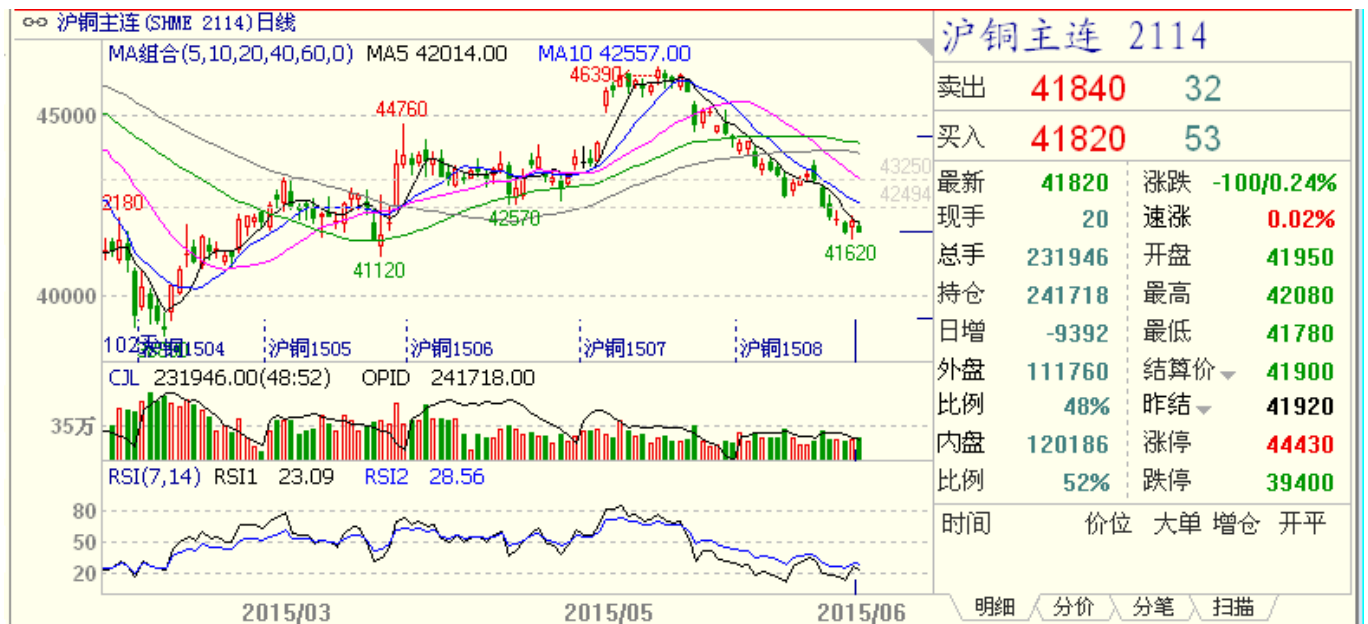 沪铜主连(SHME 2114)日线
MA组合(5,10,20,40,60,0) MA5 42014.00 MA10 42557.00
46390
45000
44760
43250
42494
2180
42570
41120
41620
40000
沪铜1504 沪铜1505 沪铜1506 沪铜1507 沪铜1508
CJL 231946.00(48:52) OPID 241718.00
35万
RSI(7,14) RSI1 23.09 RSI2 28.56
80
50
20
2015/03 2015/05 2015/06
沪铜主连 2114
卖出 41840 32
买入 41820 53
最新 41820 涨跌 -100/0.24%
现手 20 速涨 0.02%
总手 231946 开盘 41950
持仓 241718 最高 42080
日增 -9392 最低 41780
外盘 111760 结算价 41900
比例 48% 昨结 41920
内盘 120186 涨停 44430
比例 52% 跌停 39400
时间 价位 大单 增仓 开平
明细 分价 分笔 扫描